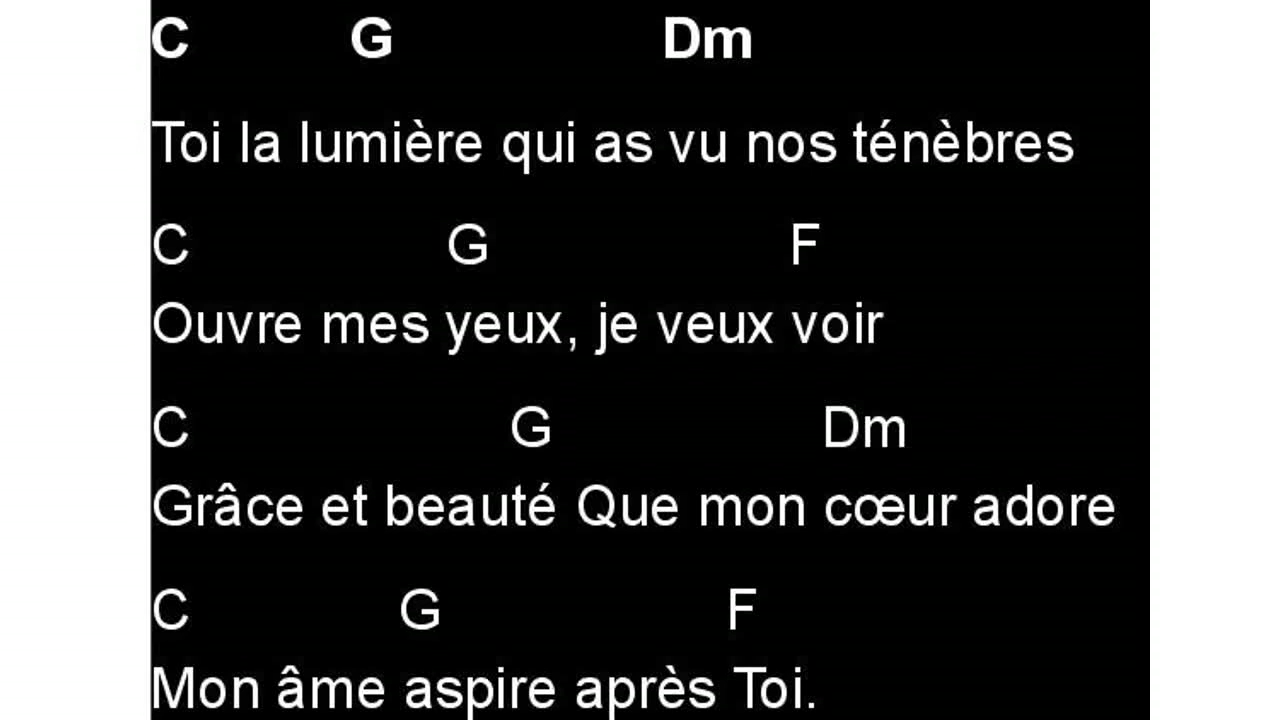 C G Dm
Toi la lumière qui as vu nos ténèbres
C G F
Ouvre mes yeux, je veux voir
C G Dm
Grâce et beauté Que mon cœur adore
C G F
Mon âme aspire après Toi.